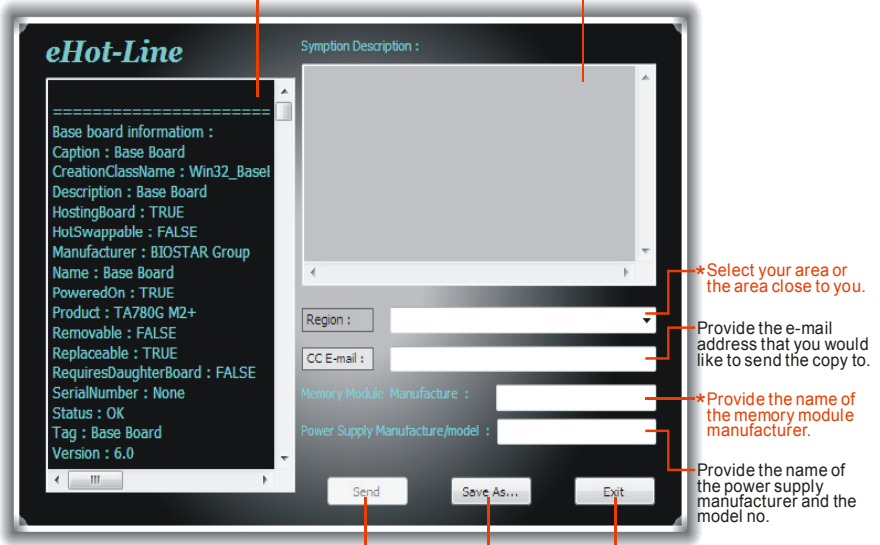 eHot-Line
Symption Description :
======================
Base board informatiom :
Caption : Base Board
CreationClassName : Win32_BaseB
Description : Base Board
HostingBoard : TRUE
HotSwappable : FALSE
Manufacturer : BIOSTAR Group
Name : Base Board
PoweredOn : TRUE
Product : TA780G M2+
Removable : FALSE
Replaceable : TRUE
RequiresDaughterBoard : FALSE
SerialNumber : None
Status : OK
Tag : Base Board
Version : 6.0
Region :
CC E-mail :
Memory Module Manufacture :
Power Supply Manufacture/model :
Send
Save As...
Exit
*Select your area or
the area close to you.
Provide the e-mail
address that you would
like to send the copy to.
*Provide the name of
the memory module
manufacturer.
Provide the name of
the power supply
manufacturer and the
model no.